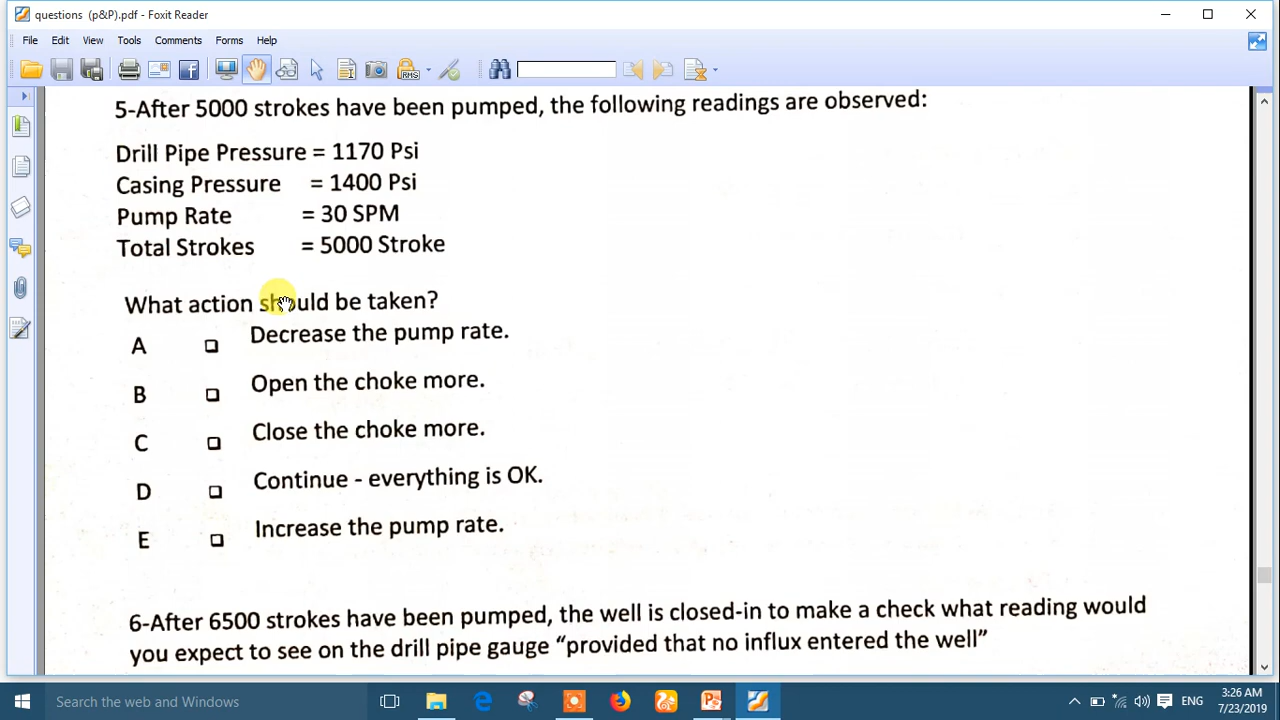 questions (p&P).pdf - Foxit Reader
File Edit View Tools Comments Forms Help
RMS
5-After 5000 strokes have been pumped, the following readings are observed:
Drill Pipe Pressure = 1170 Psi
Casing Pressure = 1400 Psi
Pump Rate = 30 SPM
Total Strokes = 5000 Stroke
What action should be taken?
A Decrease the pump rate.
B Open the choke more.
C Close the choke more.
D Continue - everything is OK.
E Increase the pump rate.
6-After 6500 strokes have been pumped, the well is closed-in to make a check what reading would
you expect to see on the drill pipe gauge “provided that no influx entered the well”
Search the web and Windows
ENG
3:26 AM
7/23/2019